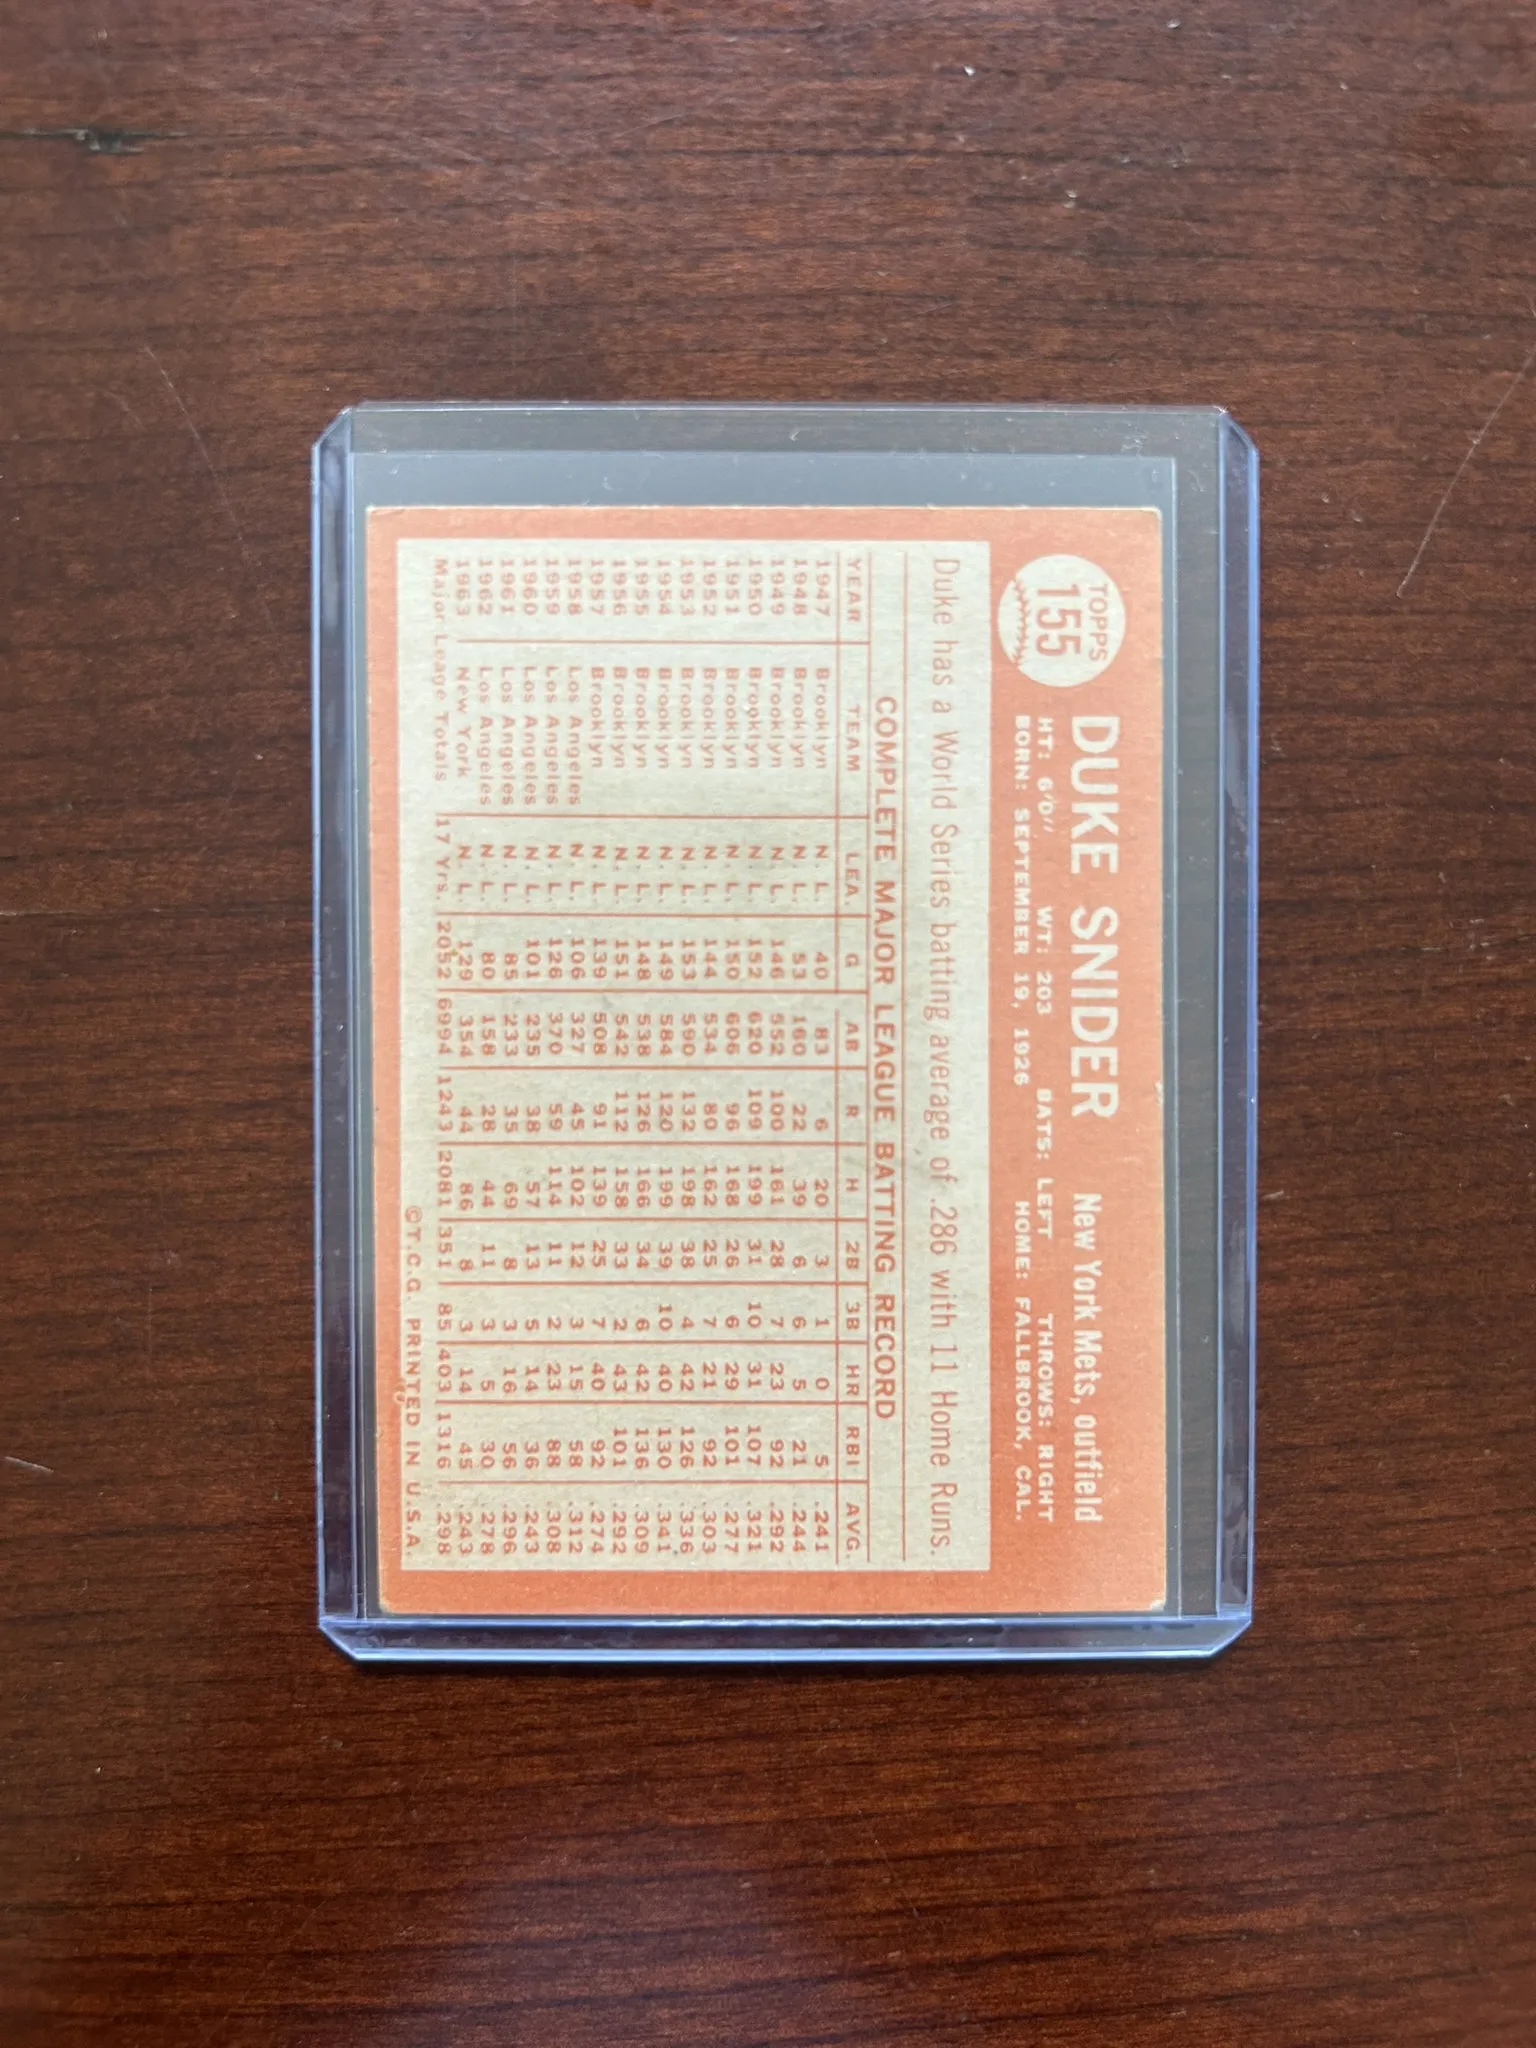 TOPPS
155
DUKE SNIDER New York Mets, outfield
HT: 6'0" WT: 203 BATS: LEFT THROWS: RIGHT
BORN: SEPTEMBER 19, 1926 HOME: FALLBROOK, CAL.
Duke has a World Series batting average of .286 with 11 Home Runs.
COMPLETE MAJOR LEAGUE BATTING RECORD
YEAR TEAM LEA. G AB R H 2B 3B HR RBI AVG.
1947 Brooklyn N. L. 40 83 6 20 3 1 0 5 .241
1948 Brooklyn N. L. 53 160 22 39 6 6 5 21 .244
1949 Brooklyn N. L. 146 552 100 161 28 7 23 92 .292
1950 Brooklyn N. L. 152 620 109 199 31 10 31 107 .321
1951 Brooklyn N. L. 150 606 96 168 26 6 29 101 .277
1952 Brooklyn N. L. 144 534 80 162 25 7 21 92 .303
1953 Brooklyn N. L. 153 590 132 198 38 4 42 126 .336
1954 Brooklyn N. L. 149 584 120 199 39 10 40 130 .341
1955 Brooklyn N. L. 148 538 126 166 34 6 42 136 .309
1956 Brooklyn N. L. 151 542 112 158 33 2 43 101 .292
1957 Brooklyn N. L. 139 508 91 139 25 7 40 92 .274
1958 Los Angeles N. L. 106 327 45 102 12 3 15 58 .312
1959 Los Angeles N. L. 126 370 59 114 11 2 23 88 .308
1960 Los Angeles N. L. 101 235 38 57 13 5 14 36 .243
1961 Los Angeles N. L. 85 233 35 69 8 3 16 56 .296
1962 Los Angeles N. L. 80 158 28 44 11 3 5 30 .278
1963 New York N. L. 129 354 44 86 8 3 14 45 .243
Major League Totals 17 Yrs. 2052 6994 1243 2081 351 85 403 1316 .298
©T.C.G. PRINTED IN U.S.A.